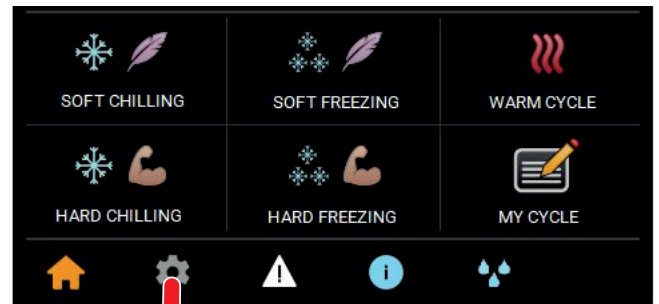 SOFT CHILLING
SOFT FREEZING
WARM CYCLE
HARD CHILLING
HARD FREEZING
MY CYCLE